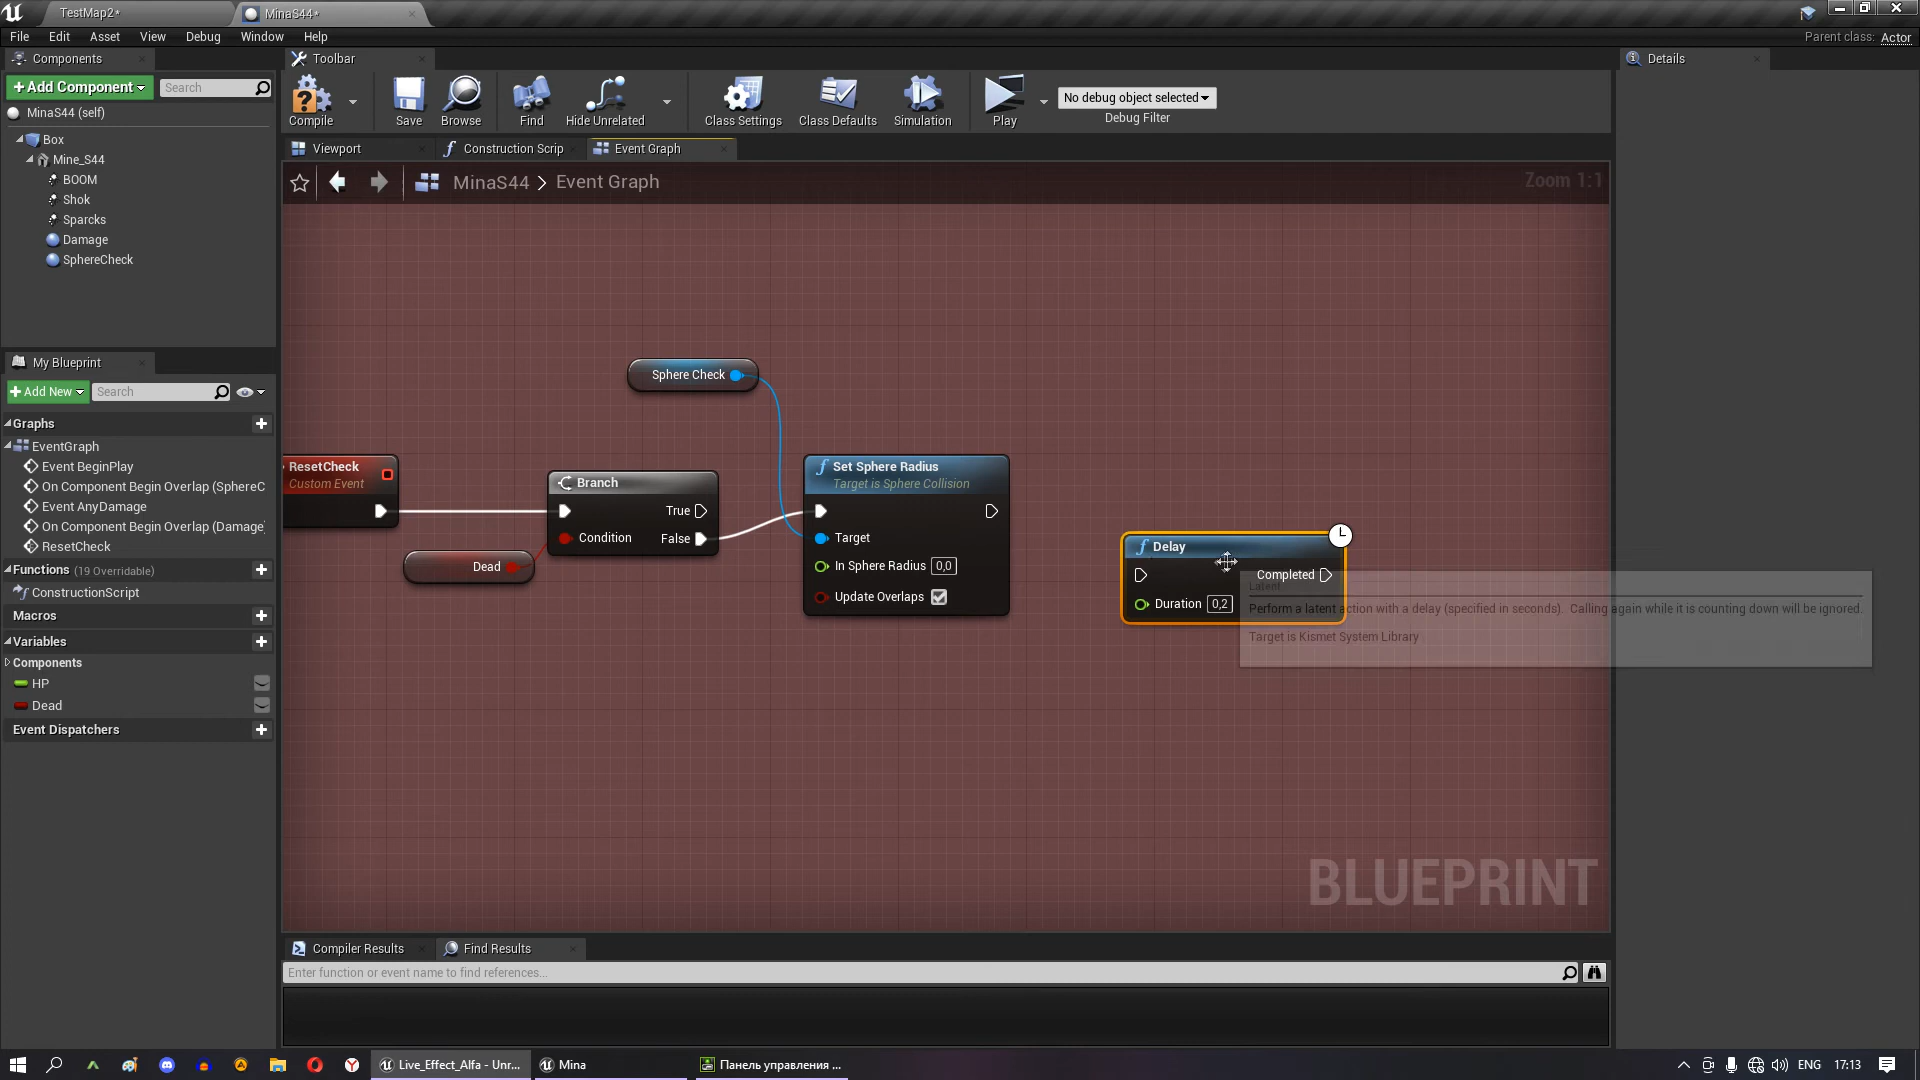 TestMap2*
MinaS44*
File Edit Asset View Debug Window Help
Parent class: Actor
Components
+Add Component
Search
MinaS44 (self)
Box
Mine_S44
BOOM
Shok
Sparcks
Damage
SphereCheck
Toolbar
Compile
Save
Browse
Find
Hide Unrelated
Class Settings
Class Defaults
Simulation
Play
No debug object selected
Debug Filter
Details
Viewport
Construction Scrip
Event Graph
MinaS44 > Event Graph
Zoom 1:1
My Blueprint
+Add New
Search
Graphs
EventGraph
Event BeginPlay
On Component Begin Overlap (SphereC
Event AnyDamage
On Component Begin Overlap (Damage)
ResetCheck
Functions (19 Overridable)
ConstructionScript
Macros
Variables
Components
HP
Dead
Event Dispatchers
Sphere Check
ResetCheck
Custom Event
Branch
True
Condition
False
Dead
Set Sphere Radius
Target is Sphere Collision
Target
In Sphere Radius 0,0
Update Overlaps
Delay
Completed
Duration 0,2
Latent
Perform a latent action with a delay (specified in seconds). Calling again while it is counting down will be ignored.
Target is Kismet System Library
BLUEPRINT
Compiler Results
Find Results
Enter function or event name to find references...
Live_Effect_Alfa - Unr...
Mina
Панель управления ...
ENG
17:13